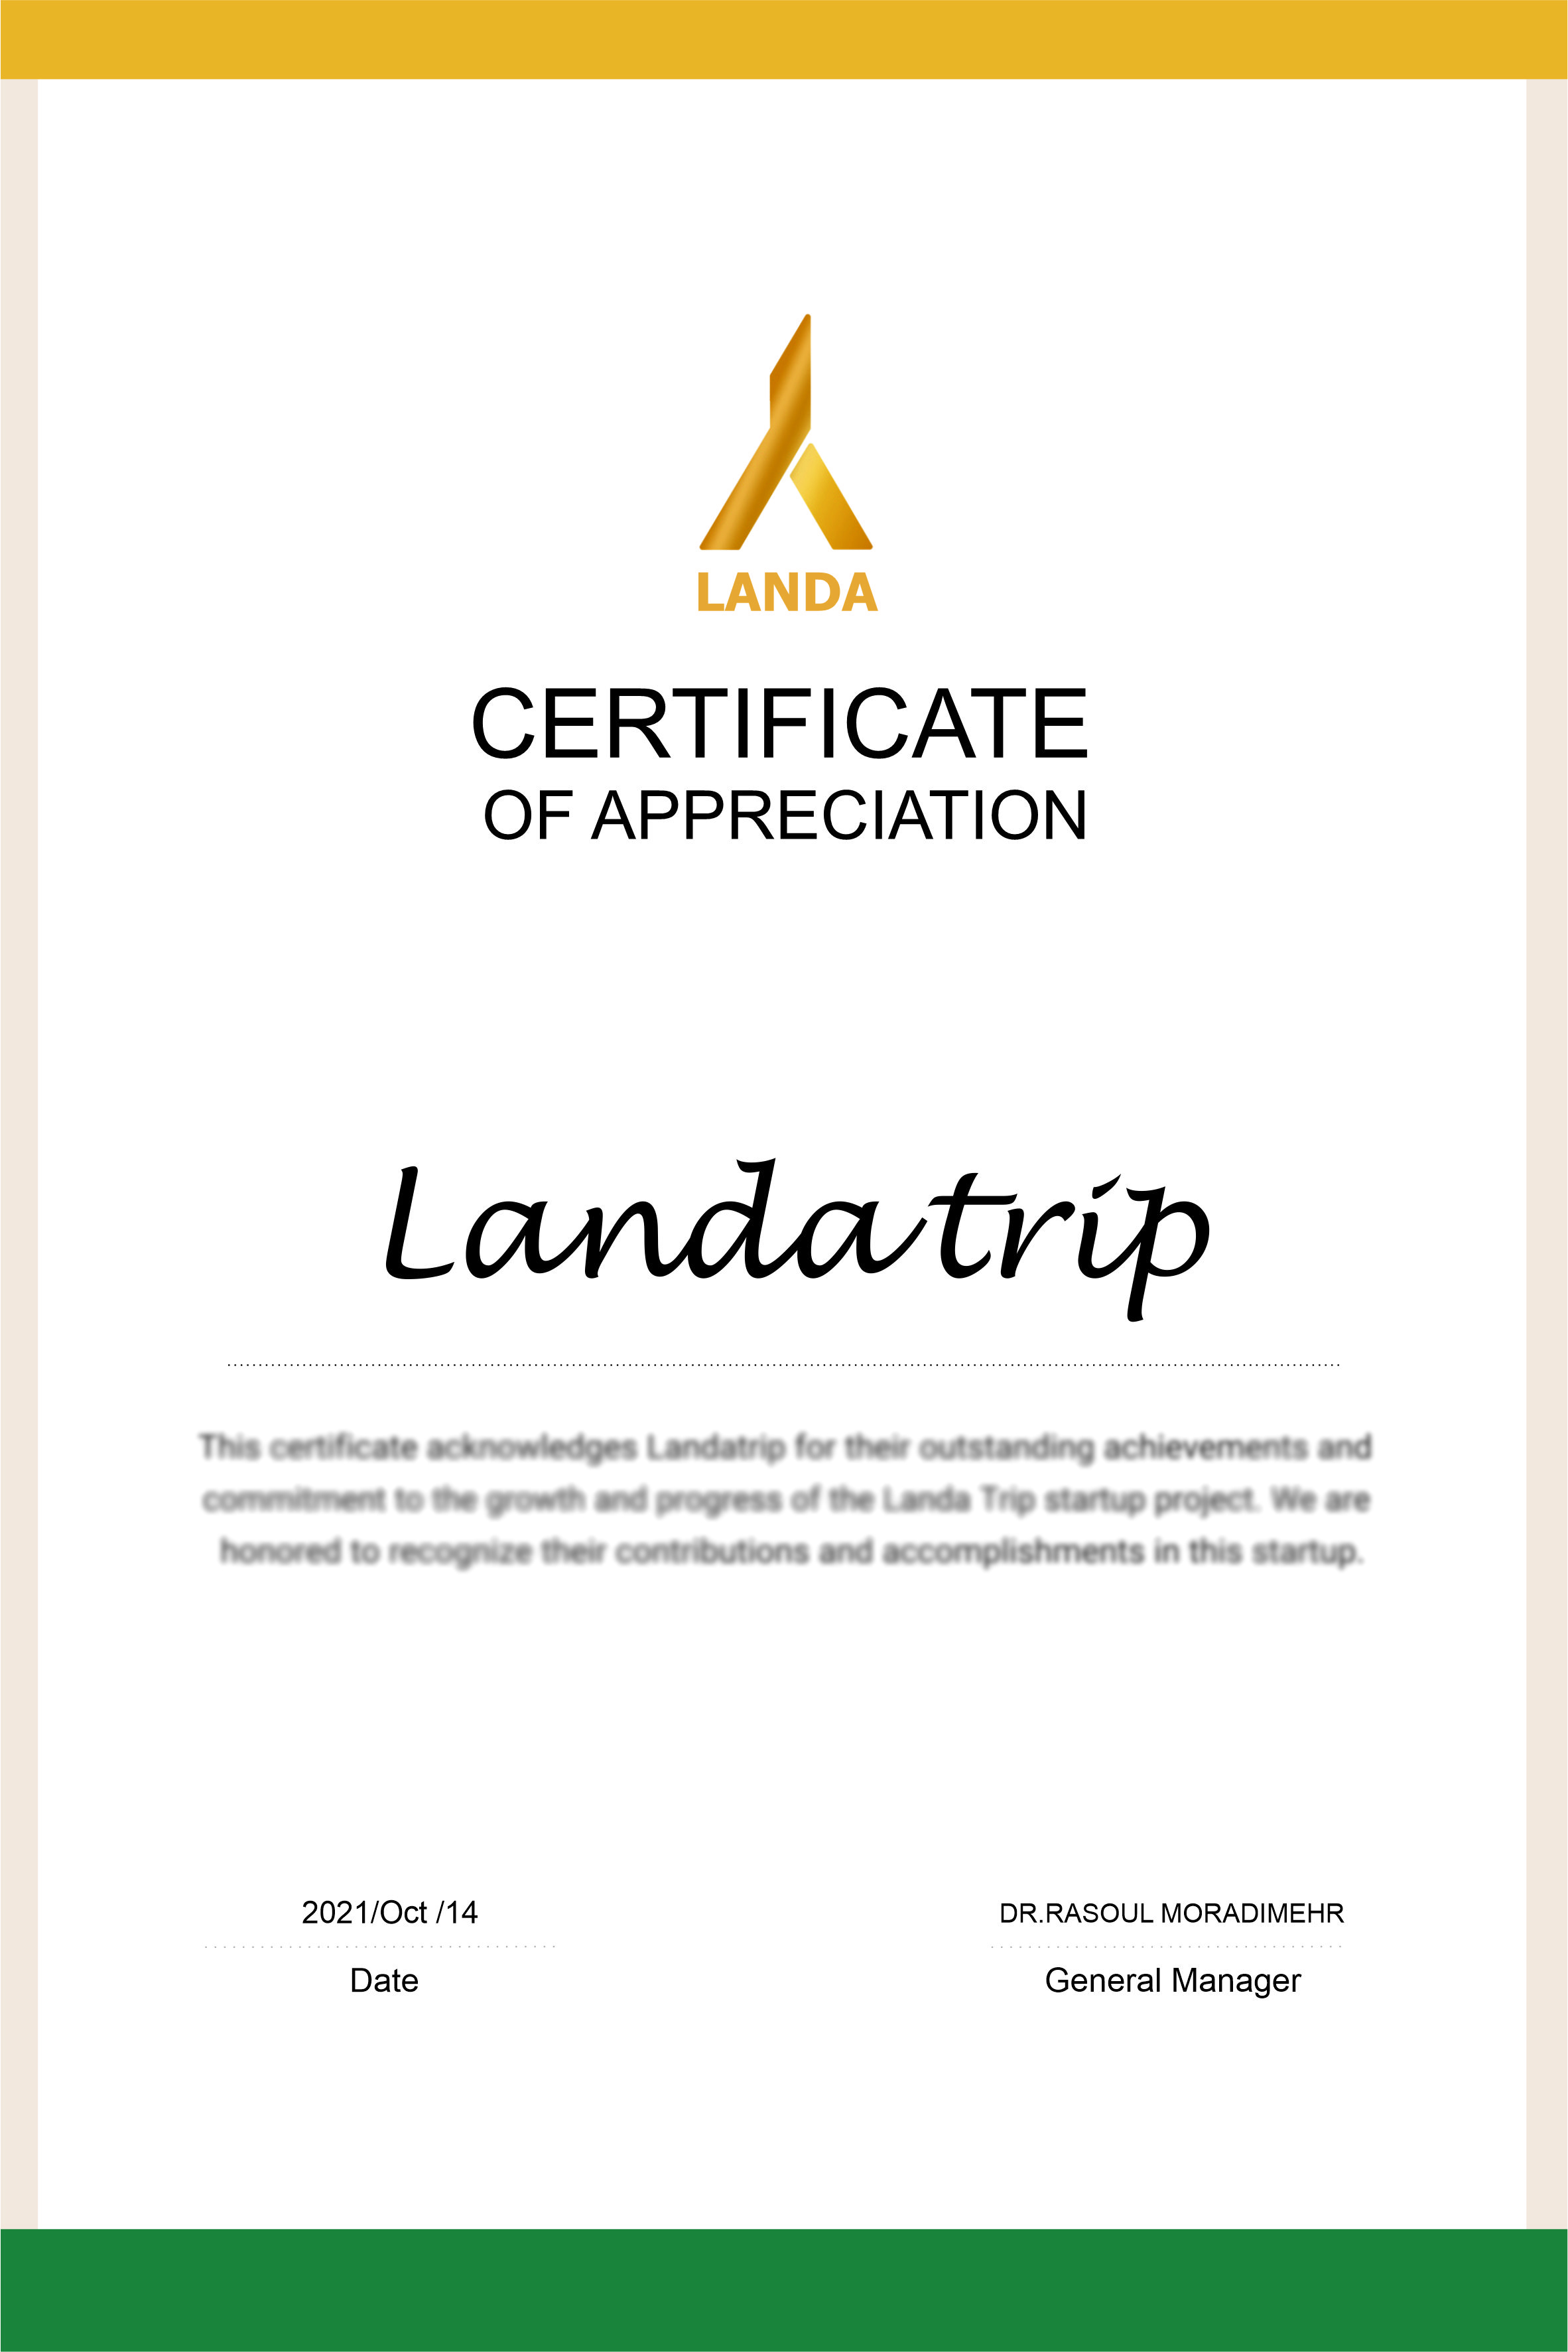 LANDA
CERTIFICATE
OF APPRECIATION
Landa trip
This certificate acknowledges Landatrip for their outstanding achievements and
commitment to the growth and progress of the Landa Trip startup project. We are
honored to recognize their contributions and accomplishments in this startup.
2021/Oct /14
DR.RASOUL MORADIMEHR
Date
General Manager